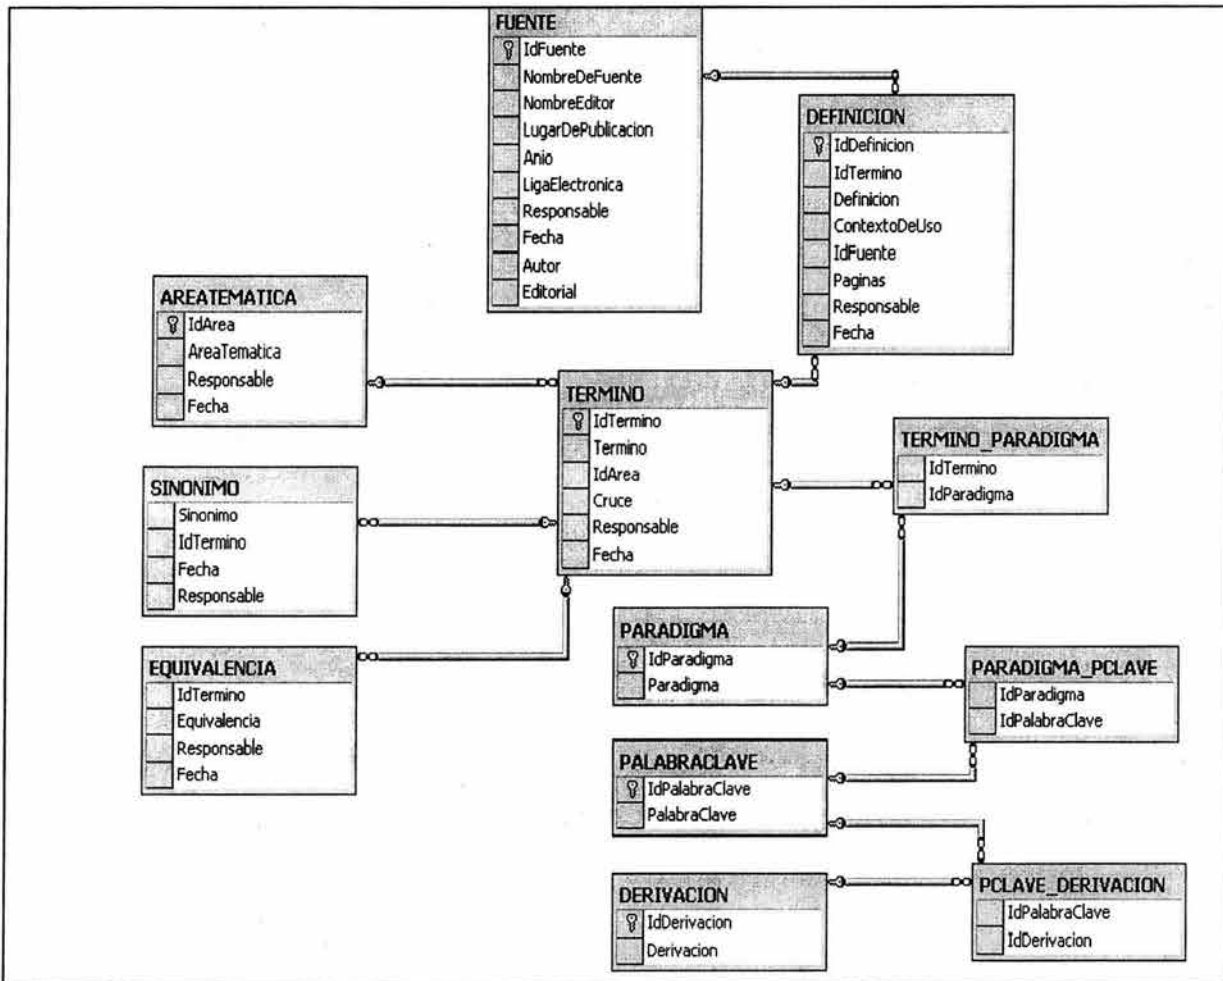 FUENTE
IdFuente
NombreDeFuente
NombreEditor
LugarDePublicacion
Anio
LigaElectronica
Responsable
Fecha
Autor
Editorial
DEFINICION
IdDefinicion
IdTermino
Definicion
ContextoDeUso
IdFuente
Paginas
Responsable
Fecha
AREATEMATICA
IdArea
AreaTematica
Responsable
Fecha
TERMINO
IdTermino
Termino
IdArea
Cruce
Responsable
Fecha
TERMINO_PARADIGMA
IdTermino
IdParadigma
SINONIMO
Sinonimo
IdTermino
Fecha
Responsable
EQUIVALENCIA
IdTermino
Equivalencia
Responsable
Fecha
PARADIGMA
IdParadigma
Paradigma
PARADIGMA_PCLAVE
IdParadigma
IdPalabraClave
PALABRACLAVE
IdPalabraClave
PalabraClave
DERIVACION
IdDerivacion
Derivacion
PCLAVE_DERIVACION
IdPalabraClave
IdDerivacion